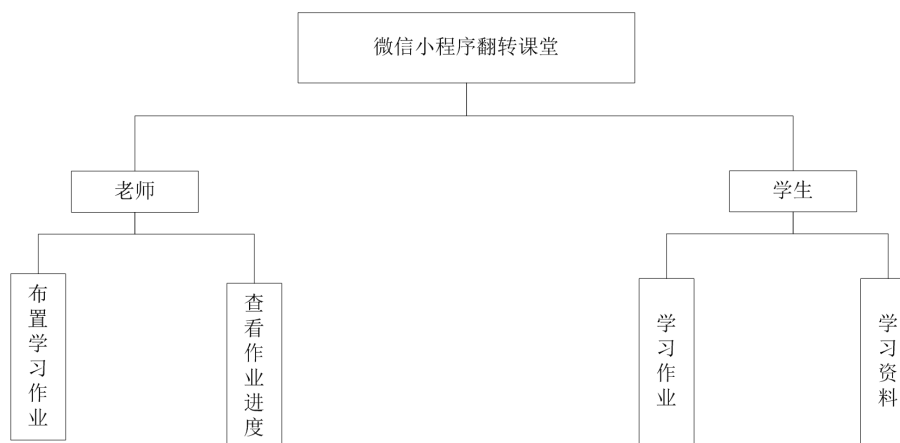 微信小程序翻转课堂
老师
学生
布置学习作业
查看作业进度
学习作业
学习资料